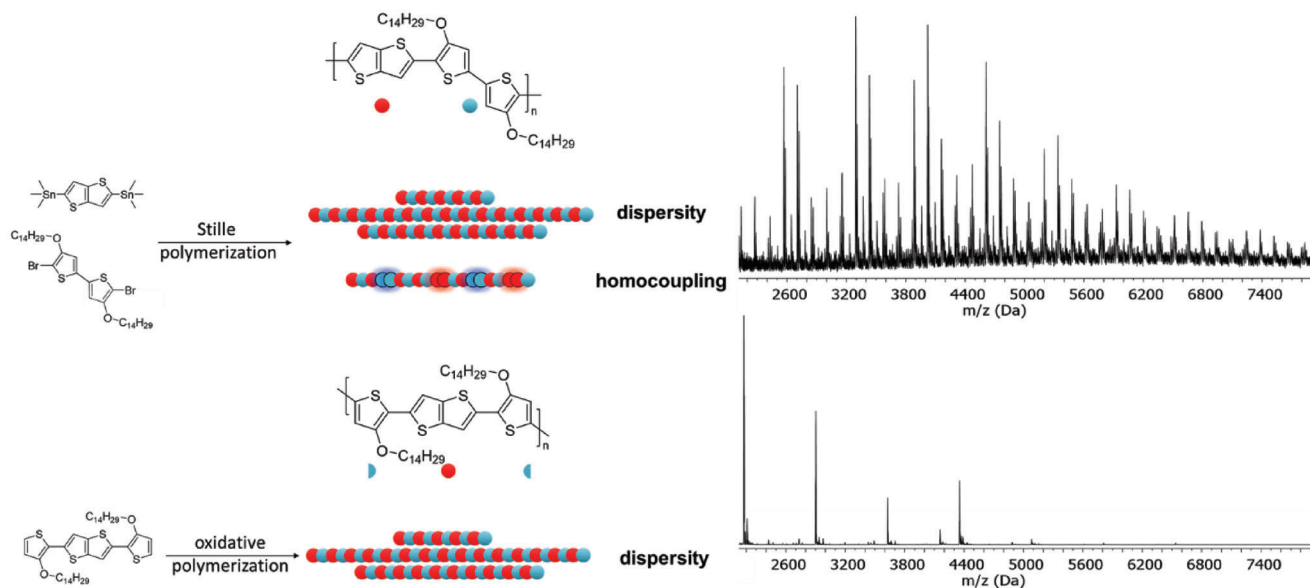 C14H29-O
S
S
S
S
n
O
C14H29
Sn
S
S
Sn
C14H29-O
Br
S
S
Br
O-C14H29
Stille
polymerization
dispersity
homocoupling
2600 3200 3800 4400 5000 5600 6200 6800 7400
m/z (Da)
C14H29-O
S
S
S
S
n
O
C14H29
C14H29-O
S
S
S
S
O
C14H29
oxidative
polymerization
dispersity
2600 3200 3800 4400 5000 5600 6200 6800 7400
m/z (Da)